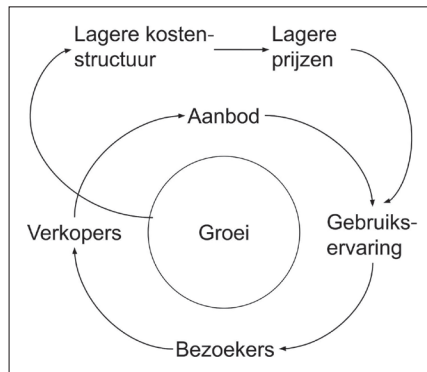 Lagere kosten-
structuur
Lagere
prijzen
Aanbod
Verkopers
Groei
Gebruiks-
ervaring
Bezoekers